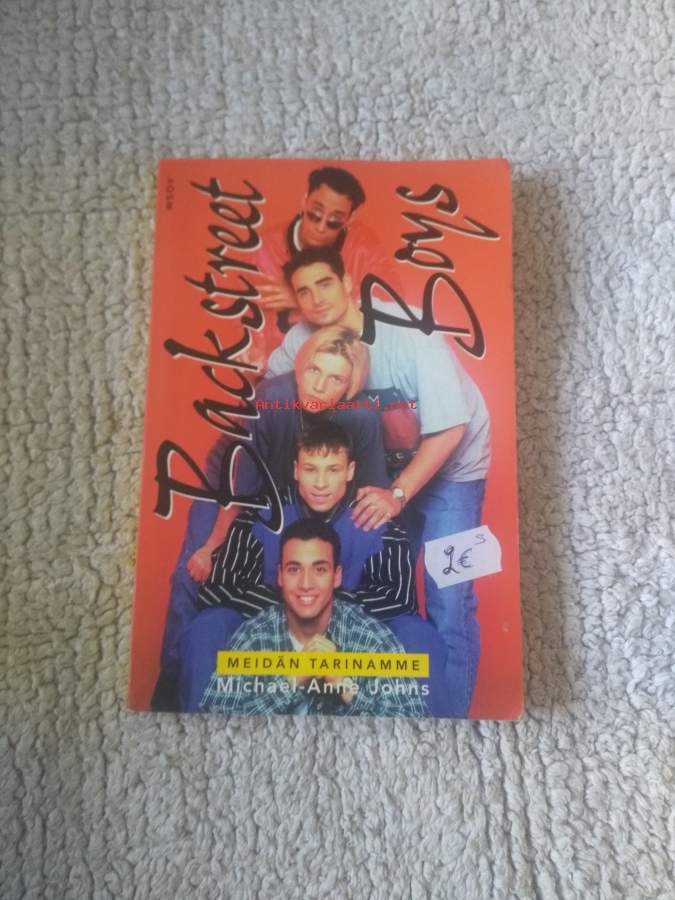 WSOY
Backstreet
Boys
Antikvariaatti.net
2€
S
MEIDÄN TARINAMME
Michael-Anne Johns